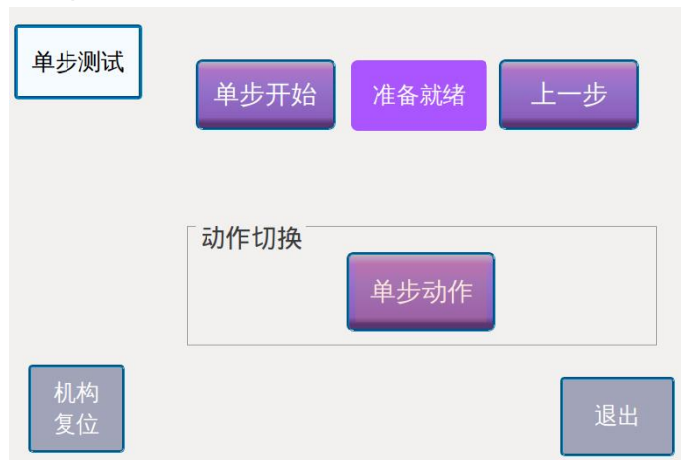 单步测试
单步开始
准备就绪
上一步
动作切换
单步动作
机构
复位
退出